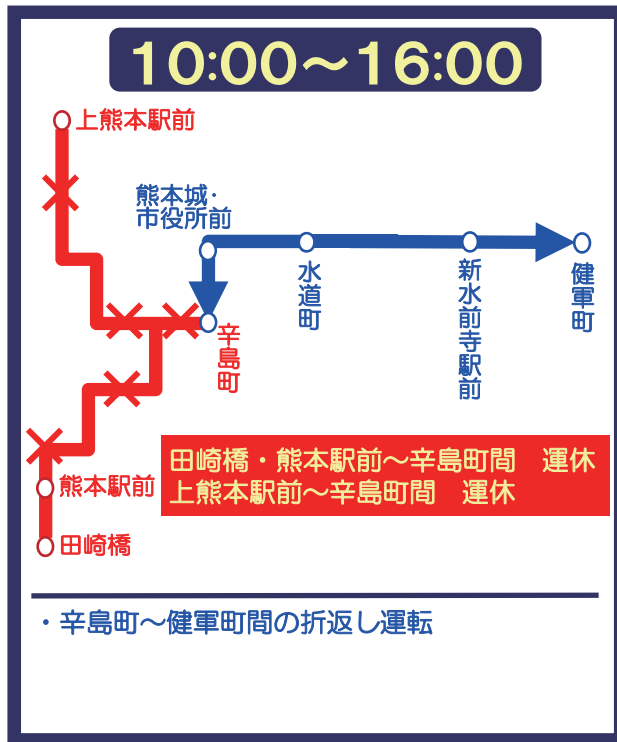 10:00～16:00
上熊本駅前
熊本城・
市役所前
水道町
新水前寺駅前
健軍町
辛島町
田崎橋・熊本駅前～辛島町間　運休
上熊本駅前～辛島町間　運休
熊本駅前
田崎橋
・辛島町～健軍町間の折返し運転